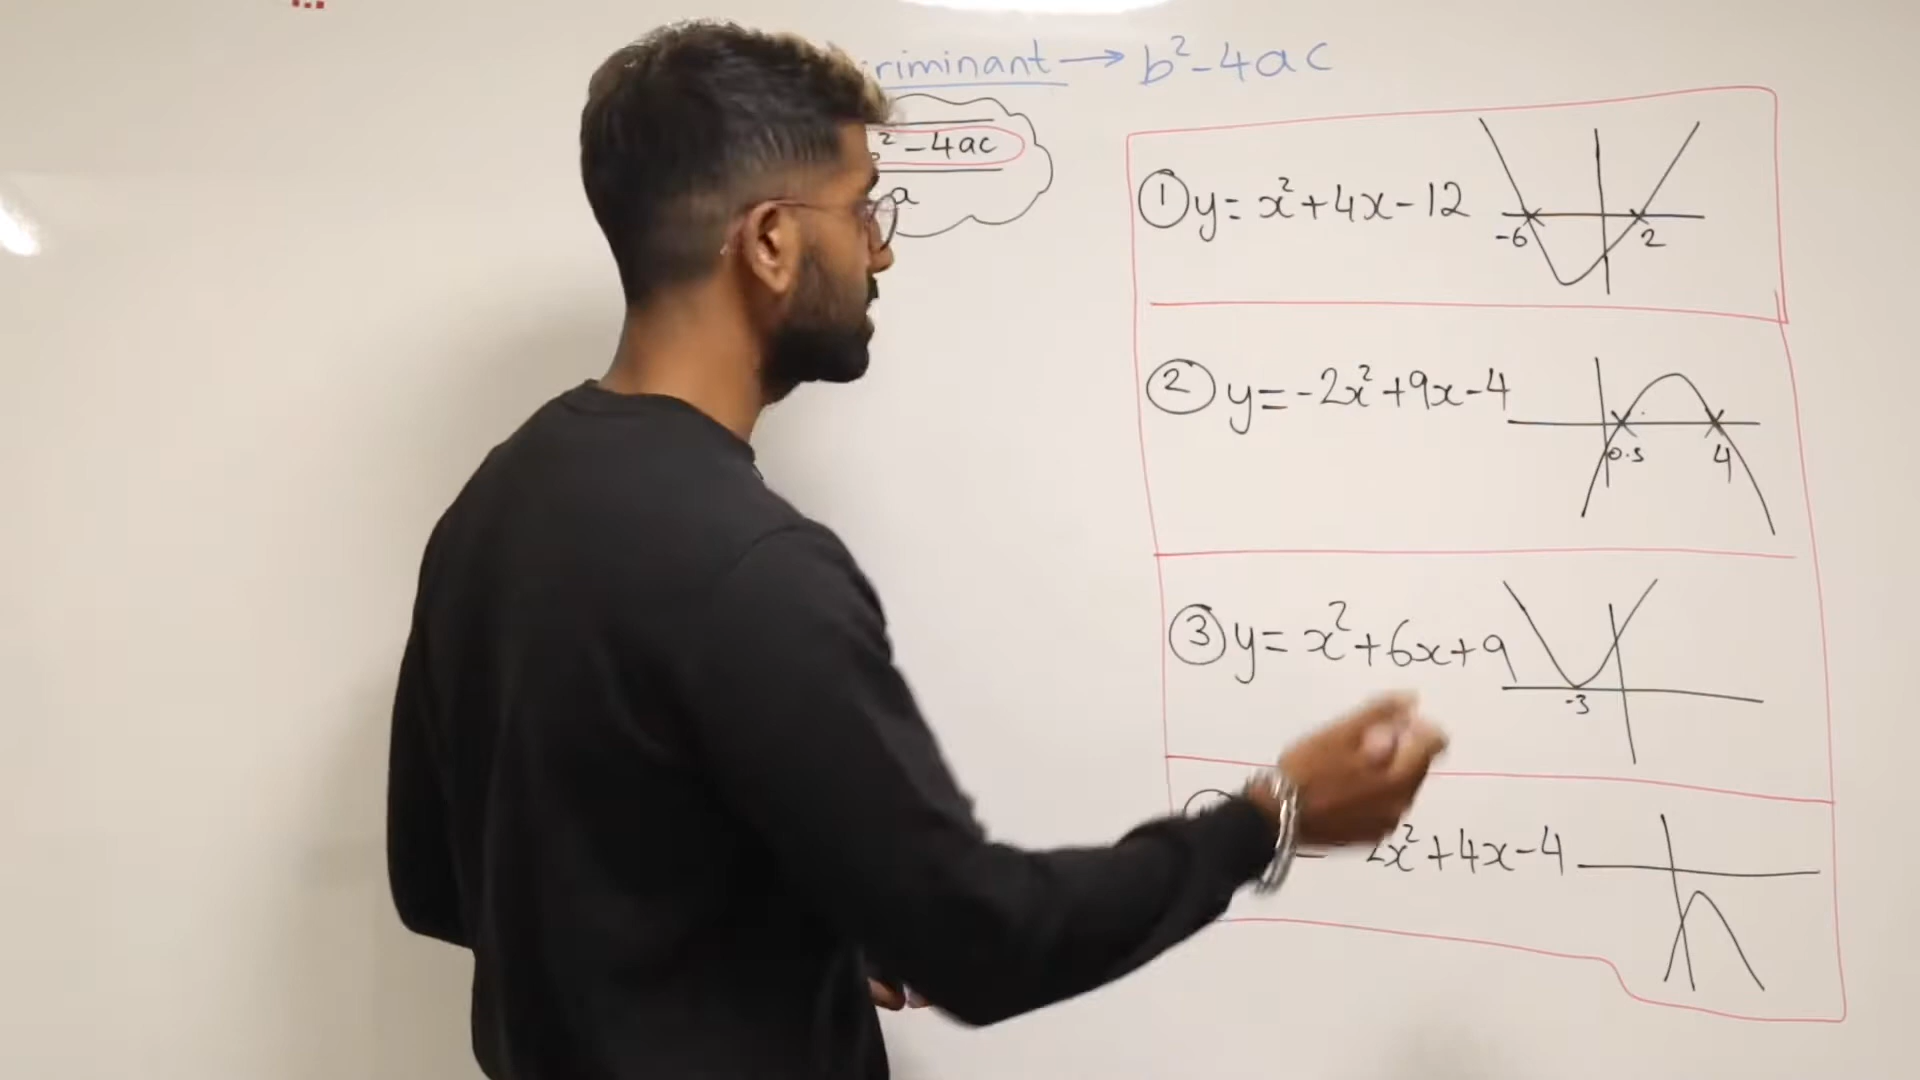 riminant → b² - 4ac
² - 4ac
a
① y = x² + 4x - 12
-6
2
② y = -2x² + 9x - 4
0.5
4
③ y = x² + 6x + 9
-3
2x² + 4x - 4